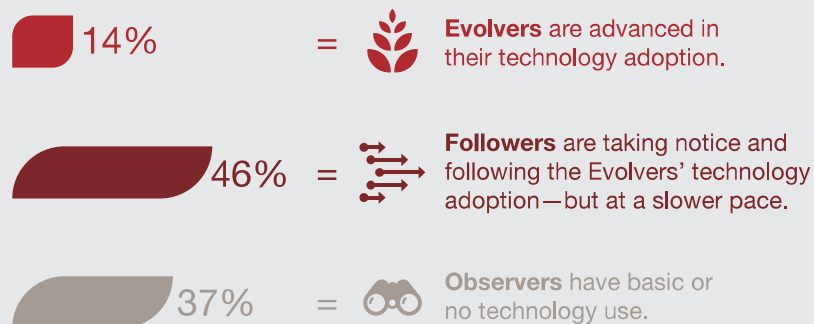 14% = Evolvers are advanced in
their technology adoption.
46% = Followers are taking notice and
following the Evolvers’ technology
adoption—but at a slower pace.
37% = Observers have basic or
no technology use.